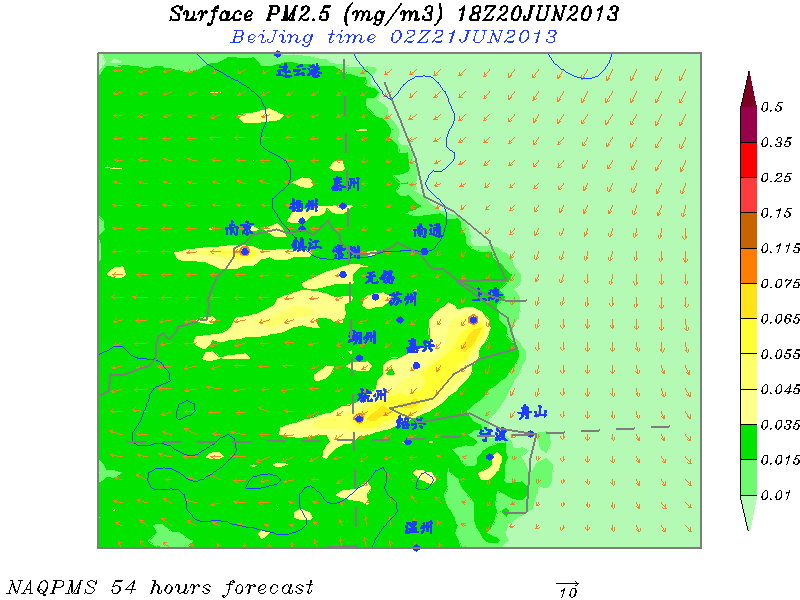 Surface PM2.5 (mg/m3) 18Z20JUN2013
BeiJing time 02Z21JUN2013
连云港
0.5
0.35
0.25
0.15
0.115
0.075
0.065
0.055
0.045
0.035
0.015
0.01
泰州
扬州
南京
南通
镇江
常州
无锡
苏州
上海
湖州
嘉兴
杭州
舟山
绍兴
宁波
温州
NAQPMS 54 hours forecast
10